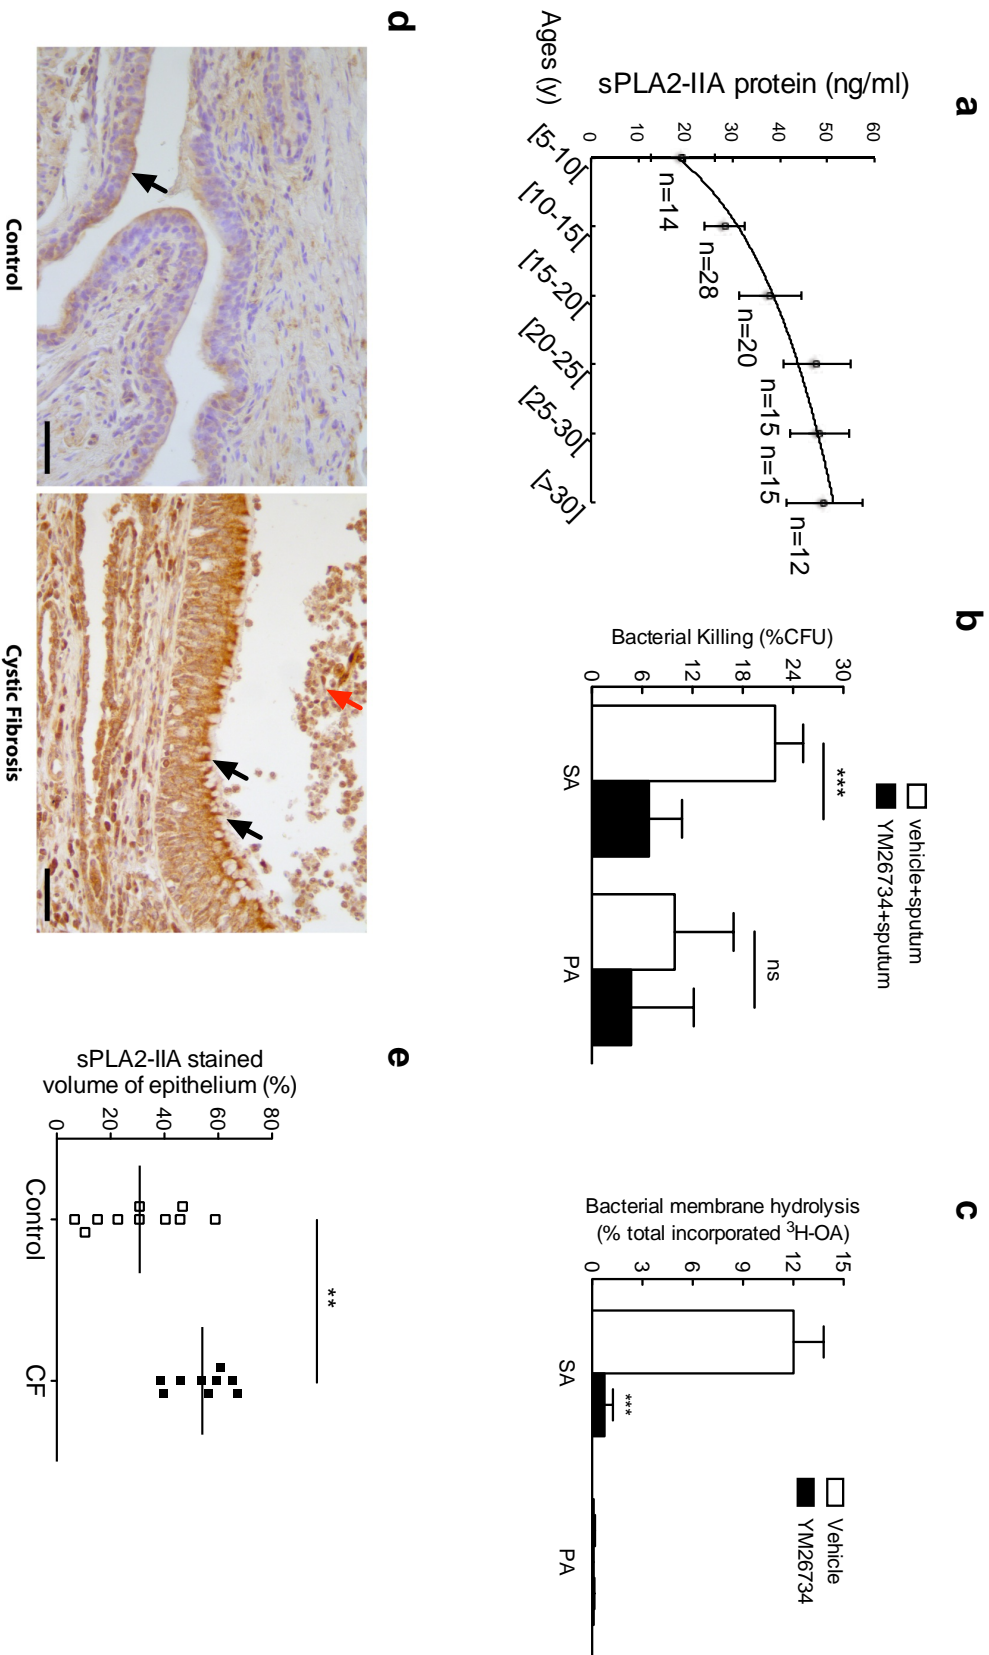 a
sPLA2-IIA protein (ng/ml)
60
50
40
30
20
10
0
n=14
n=28
n=20
n=15
n=15
n=12
Ages (y)
[5-10[
[10-15[
[15-20[
[20-25[
[25-30[
[>30]
b
vehicle+sputum
YM26734+sputum
Bacterial Killing (%CFU)
30
24
18
12
6
0
***
ns
SA
PA
c
Vehicle
YM26734
Bacterial membrane hydrolysis
(% total incorporated ³H-OA)
15
12
9
6
3
0
***
SA
PA
d
Control
Cystic Fibrosis
e
sPLA2-IIA stained
volume of epithelium (%)
80
60
40
20
0
**
Control
CF